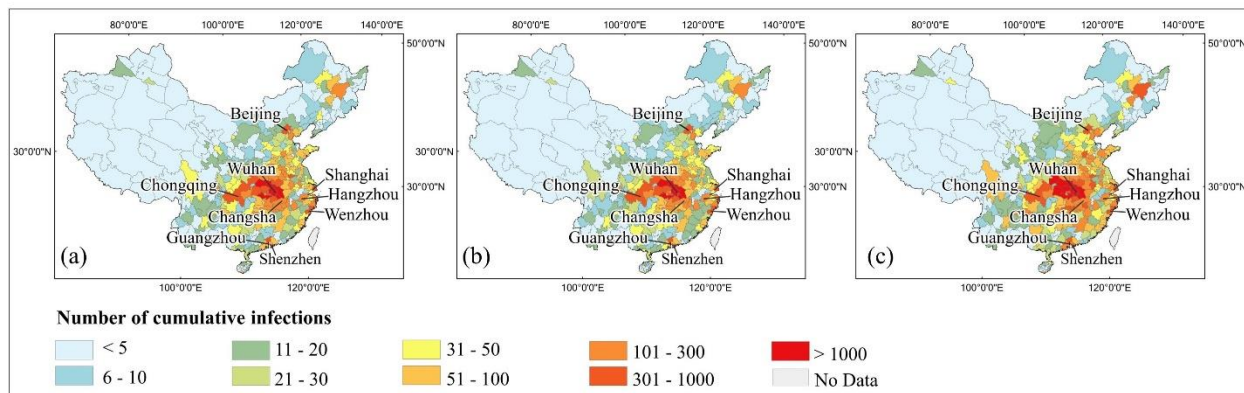 80°0'0"E 100°0'0"E 120°0'0"E 140°0'0"E
50°0'0"N
30°0'0"N
30°0'0"N
Beijing
Wuhan
Chongqing
Shanghai
Hangzhou
Changsha
Wenzhou
Guangzhou
Shenzhen
(a)
100°0'0"E 120°0'0"E
80°0'0"E 100°0'0"E 120°0'0"E 140°0'0"E
50°0'0"N
30°0'0"N
30°0'0"N
Beijing
Wuhan
Chongqing
Shanghai
Hangzhou
Changsha
Wenzhou
Guangzhou
Shenzhen
(b)
100°0'0"E 120°0'0"E
80°0'0"E 100°0'0"E 120°0'0"E 140°0'0"E
50°0'0"N
30°0'0"N
30°0'0"N
Beijing
Wuhan
Chongqing
Shanghai
Hangzhou
Changsha
Wenzhou
Guangzhou
Shenzhen
(c)
100°0'0"E 120°0'0"E
Number of cumulative infections
< 5 11 - 20 31 - 50 101 - 300 > 1000
6 - 10 21 - 30 51 - 100 301 - 1000 No Data